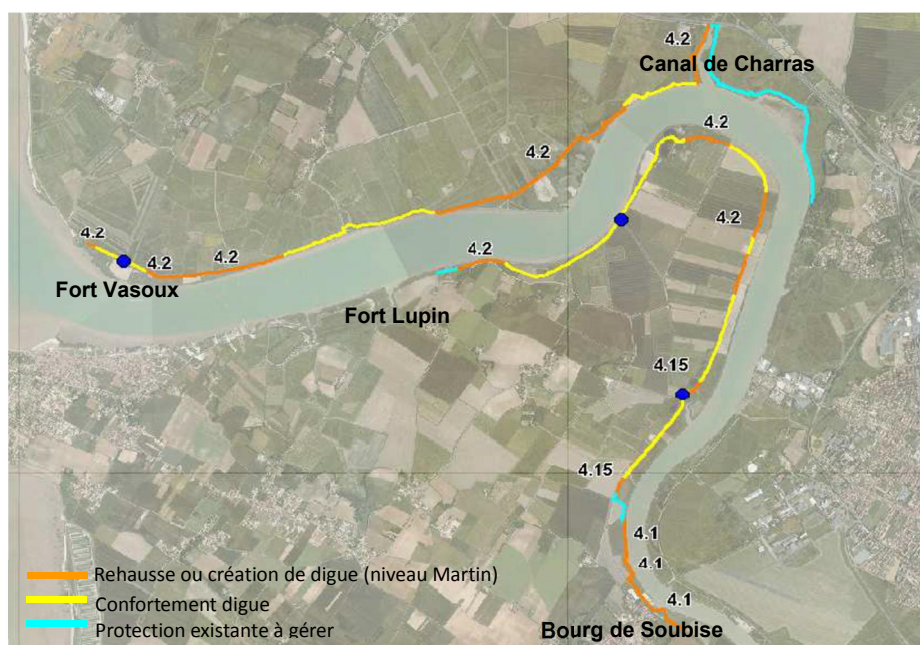 4.2
Canal de Charras
4.2
4.2
4.2
4.2
4.2
4.2
4.2
Fort Vasoux
Fort Lupin
4.15
4.15
4.1
4.1
4.1
Rehausse ou création de digue (niveau Martin)
Confortement digue
Protection existante à gérer
Bourg de Soubise